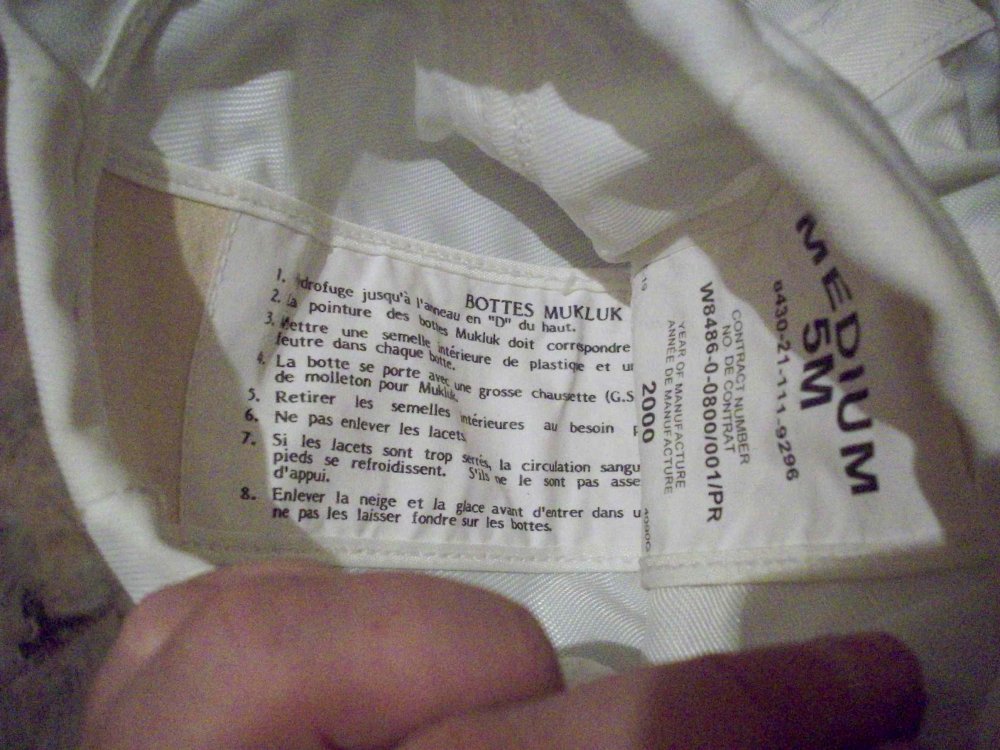 BOTTES MUKLUK
1. drofuge jusqu'à l'anneau en "D" du haut.
2. La pointure des bottes Mukluk doit correspondre
3. Mettre une semelle intérieure de plastique et un
feutre dans chaque botte.
4. La botte se porte avec une grosse chaussette (G.S
de molleton pour Mukluk.
5. Retirer les semelles intérieures au besoin
6. Ne pas enlever les lacets
7. Si les lacets sont trop serrés, la circulation sangu
pieds se refroidissent. S'ils ne le sont pas asse
d'appui.
8. Enlever la neige et la glace avant d'entrer dans u
ne pas les laisser fondre sur les bottes.
MEDIUM
5M
8430-21-111-9296
CONTRACT NUMBER
NO. DE CONTRAT
W8486-0-0800/001/PR
YEAR OF MANUFACTURE
ANNÉE DE MANUFACTURE
2000